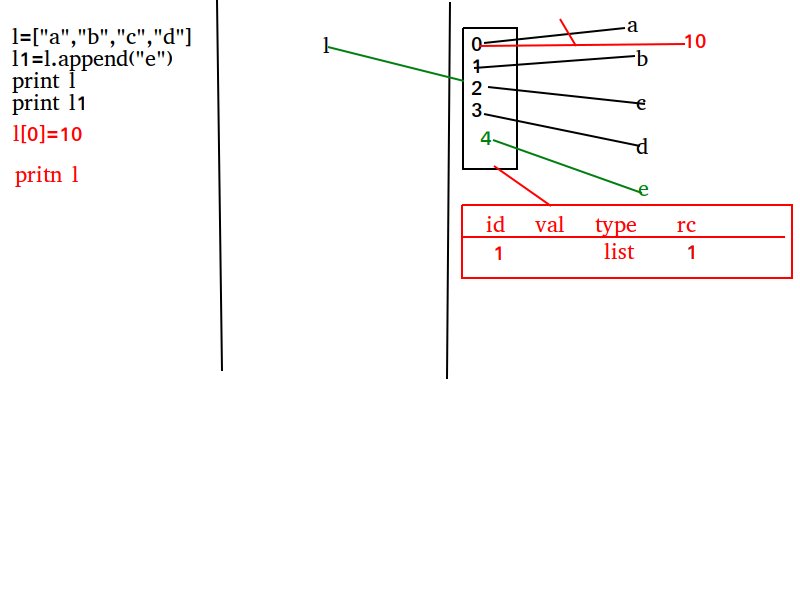 l=["a","b","c","d"]
l1=l.append("e")
print l
print l1
l[0]=10
pritn l
l
0
1
2
3
4
a
10
b
c
d
e
id val type rc
1 list 1